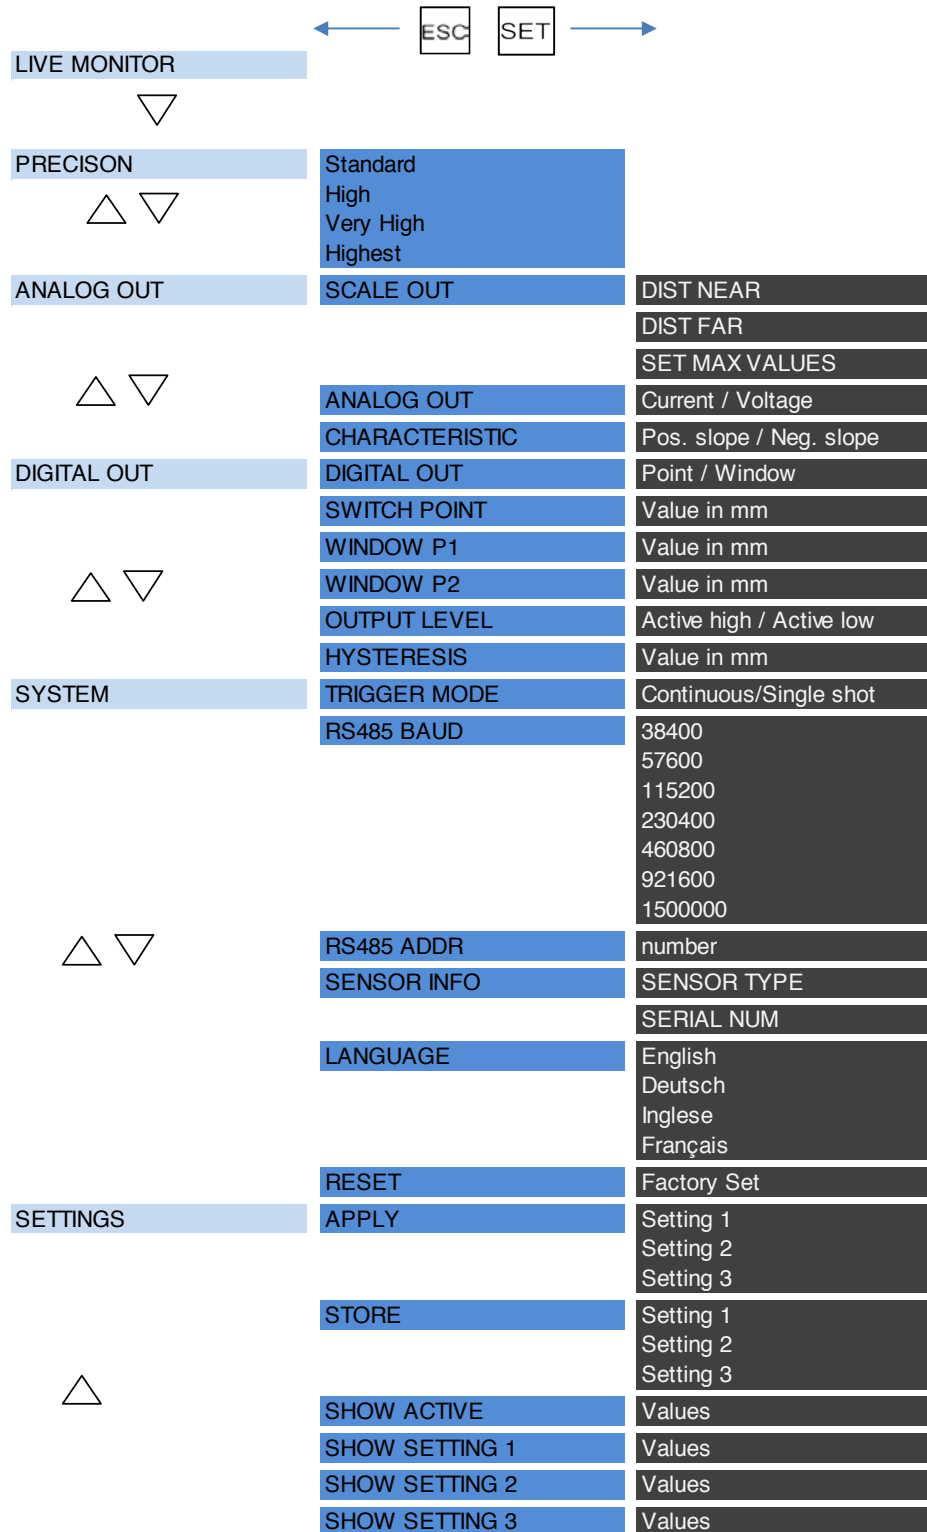 ESC SET
LIVE MONITOR
PRECISON Standard
High
Very High
Highest
ANALOG OUT SCALE OUT DIST NEAR
DIST FAR
SET MAX VALUES
ANALOG OUT Current / Voltage
CHARACTERISTIC Pos. slope / Neg. slope
DIGITAL OUT DIGITAL OUT Point / Window
SWITCH POINT Value in mm
WINDOW P1 Value in mm
WINDOW P2 Value in mm
OUTPUT LEVEL Active high / Active low
HYSTERESIS Value in mm
SYSTEM TRIGGER MODE Continuous/Single shot
RS485 BAUD 38400
57600
115200
230400
460800
921600
1500000
RS485 ADDR number
SENSOR INFO SENSOR TYPE
SERIAL NUM
LANGUAGE English
Deutsch
Inglese
Français
RESET Factory Set
SETTINGS APPLY Setting 1
Setting 2
Setting 3
STORE Setting 1
Setting 2
Setting 3
SHOW ACTIVE Values
SHOW SETTING 1 Values
SHOW SETTING 2 Values
SHOW SETTING 3 Values